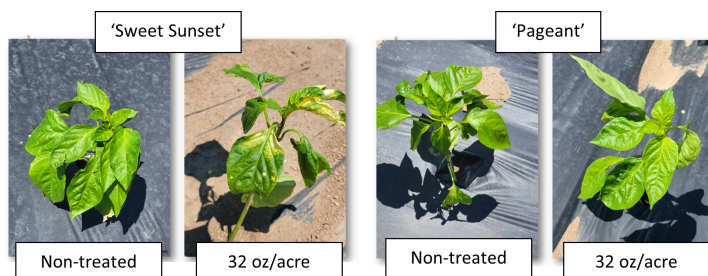 ‘Sweet Sunset’
‘Pageant’
Non-treated
32 oz/acre
Non-treated
32 oz/acre